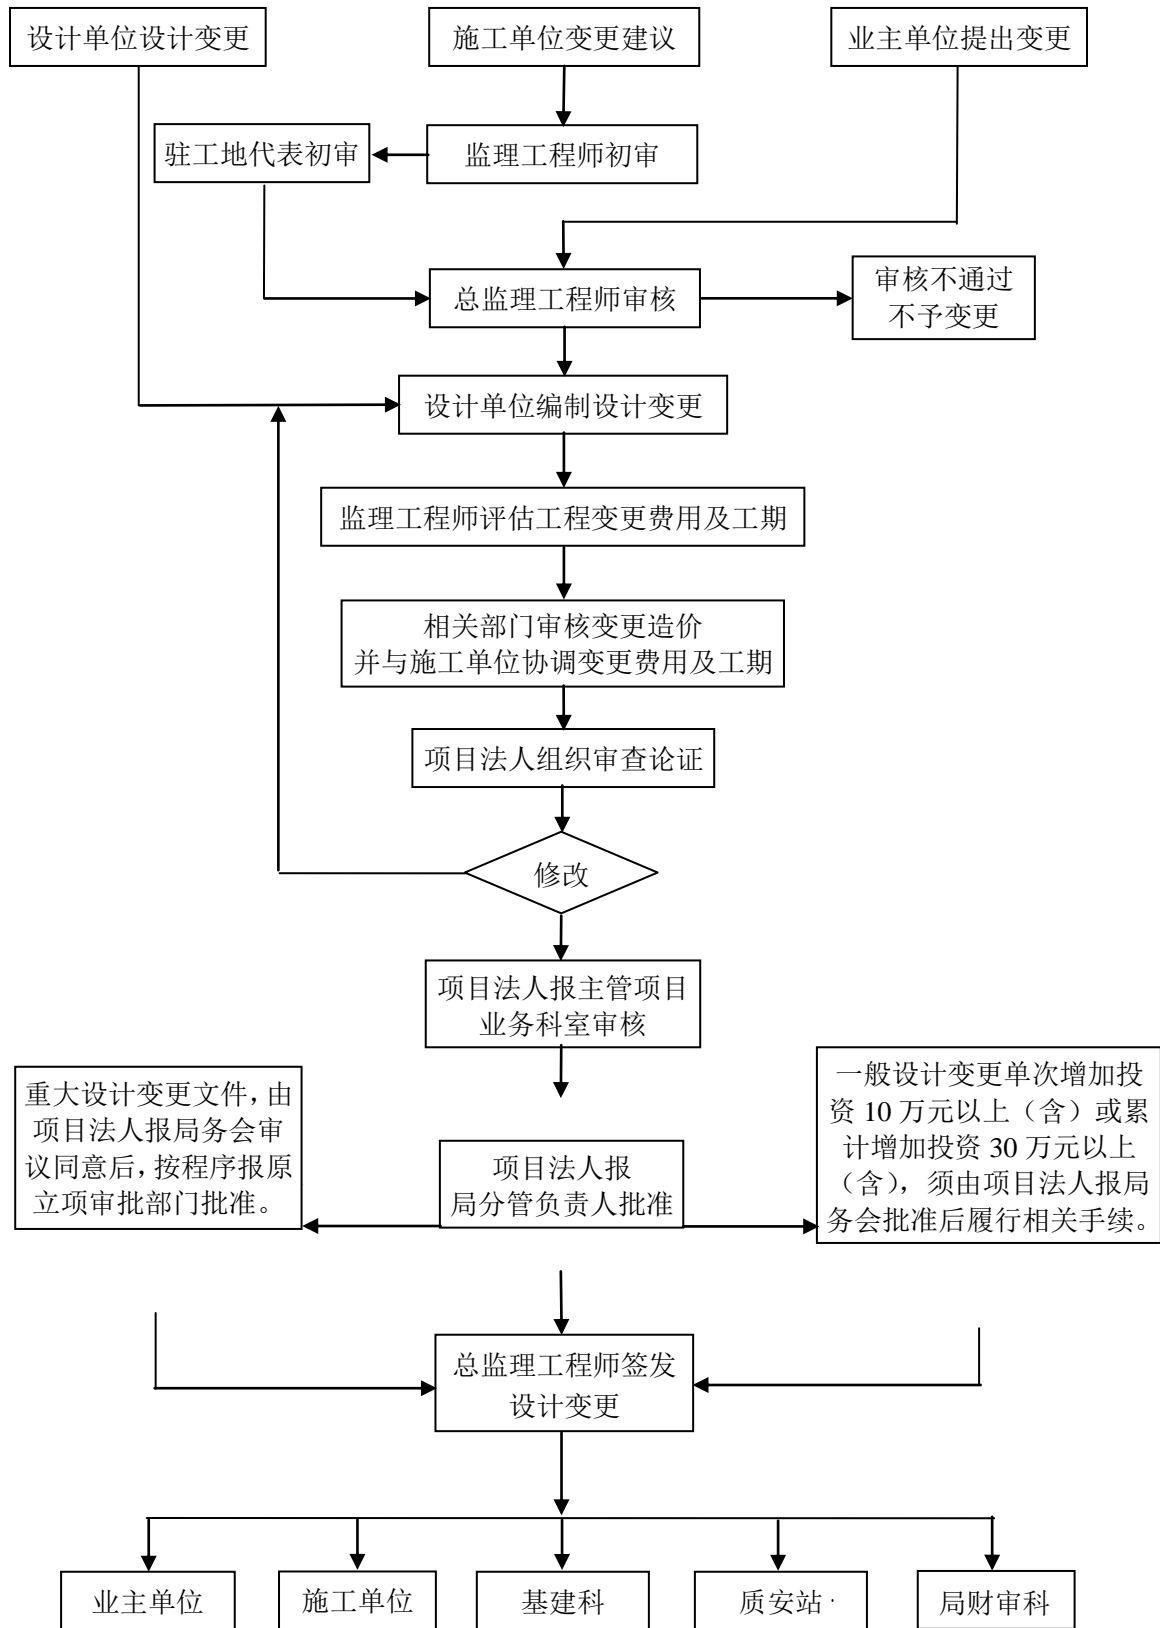 设计单位设计变更
施工单位变更建议
业主单位提出变更
驻工地代表初审
监理工程师初审
总监理工程师审核
审核不通过
不予变更
设计单位编制设计变更
监理工程师评估工程变更费用及工期
相关部门审核变更造价
并与施工单位协调变更费用及工期
项目法人组织审查论证
修改
项目法人报主管项目
业务科室审核
重大设计变更文件，由
项目法人报局务会审
议同意后，按程序报原
立项审批部门批准。
项目法人报
局分管负责人批准
一般设计变更单次增加投
资 10 万元以上（含）或累
计增加投资 30 万元以上
（含），须由项目法人报局
务会批准后履行相关手续。
总监理工程师签发
设计变更
业主单位
施工单位
基建科
质安站
局财审科